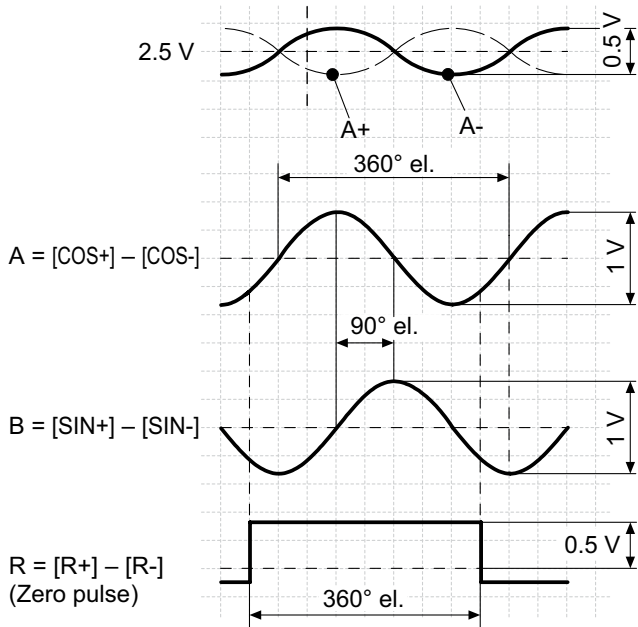 2.5 V
0.5 V
A+
A-
360° el.
A = [COS+] – [COS-]
1 V
90° el.
B = [SIN+] – [SIN-]
1 V
0.5 V
R = [R+] – [R-]
(Zero pulse)
360° el.